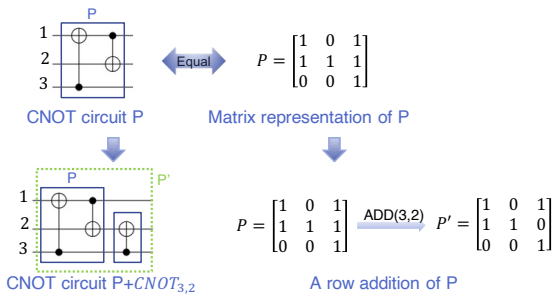 P
1
2
3
Equal
P = [1 0 1
1 1 1
0 0 1]
CNOT circuit P
Matrix representation of P
P'
P
1
2
3
P = [1 0 1
1 1 1
0 0 1]
ADD(3,2)
P' = [1 0 1
1 1 0
0 0 1]
CNOT circuit P+CNOT3,2
A row addition of P